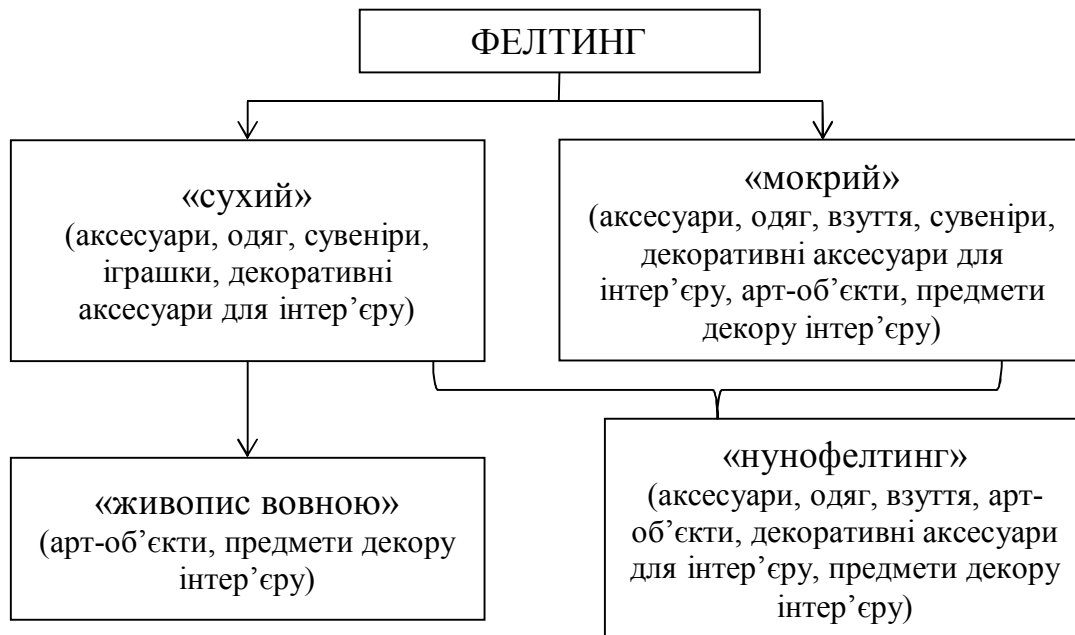 ФЕЛТИНГ
«сухий»
(аксесуари, одяг, сувеніри,
іграшки, декоративні
аксесуари для інтер’єру)
«мокрий»
(аксесуари, одяг, взуття, сувеніри,
декоративні аксесуари для
інтер’єру, арт-об’єкти, предмети
декору інтер’єру)
«живопис вовною»
(арт-об’єкти, предмети декору
інтер’єру)
«нунофелтинг»
(аксесуари, одяг, взуття, арт-
об’єкти, декоративні аксесуари
для інтер’єру, предмети декору
інтер’єру)